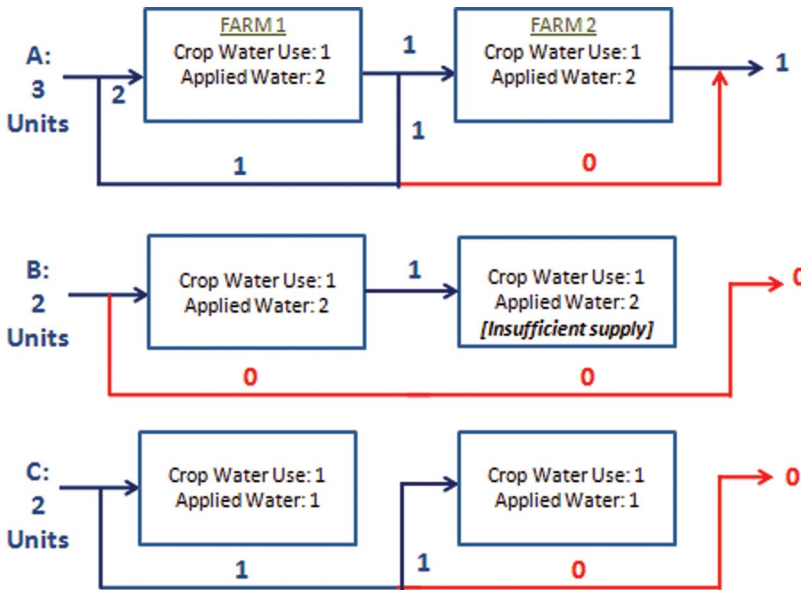 FARM 1
Crop Water Use: 1
Applied Water: 2
FARM 2
Crop Water Use: 1
Applied Water: 2
A:
3
Units
2
1
1
1
1
0
B:
2
Units
Crop Water Use: 1
Applied Water: 2
1
Crop Water Use: 1
Applied Water: 2
[Insufficient supply]
0
0
0
C:
2
Units
Crop Water Use: 1
Applied Water: 1
Crop Water Use: 1
Applied Water: 1
0
1
1
0